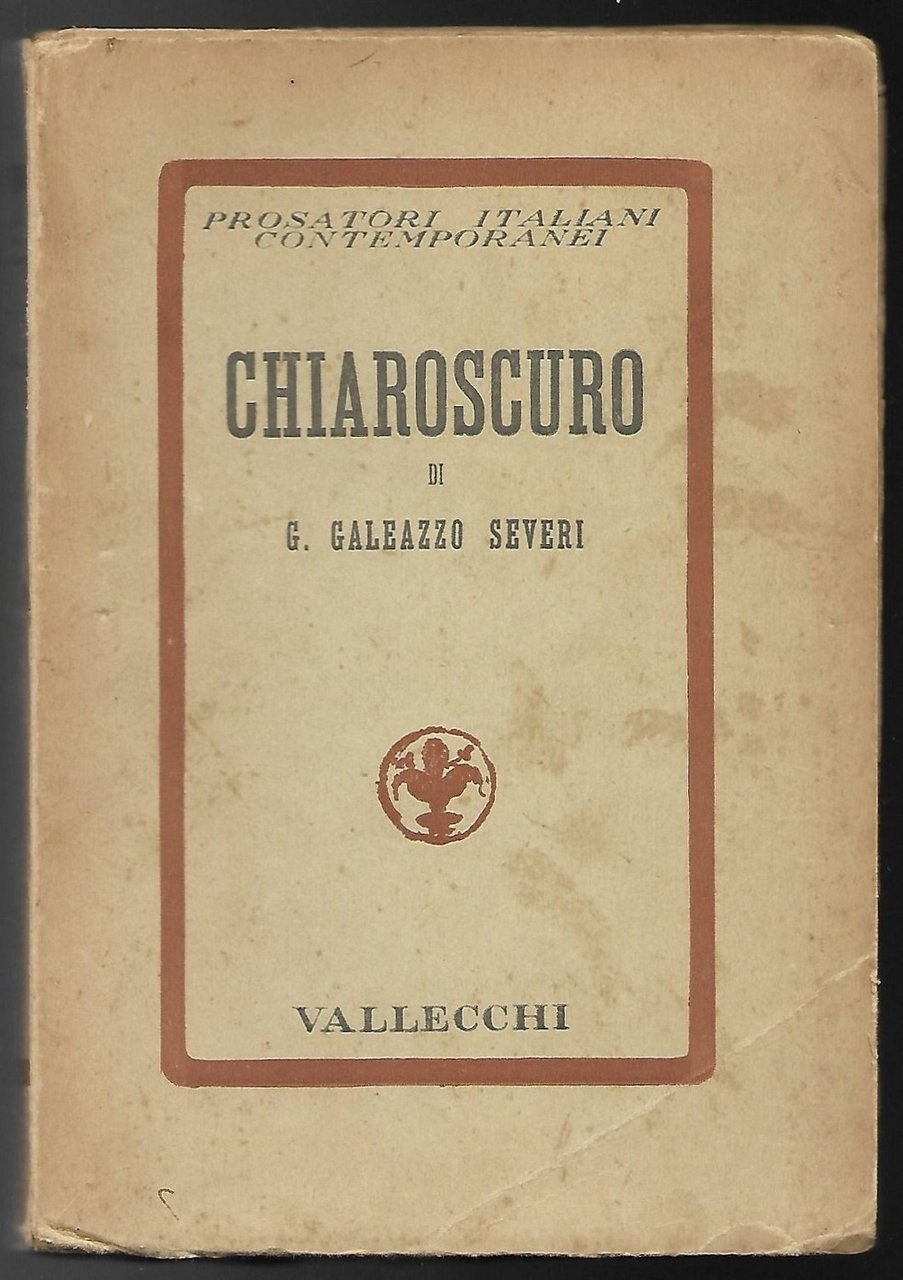 PROSATORI ITALIANI
CONTEMPORANEI
CHIAROSCURO
DI
G. GALEAZZO SEVERI
VALLECCHI